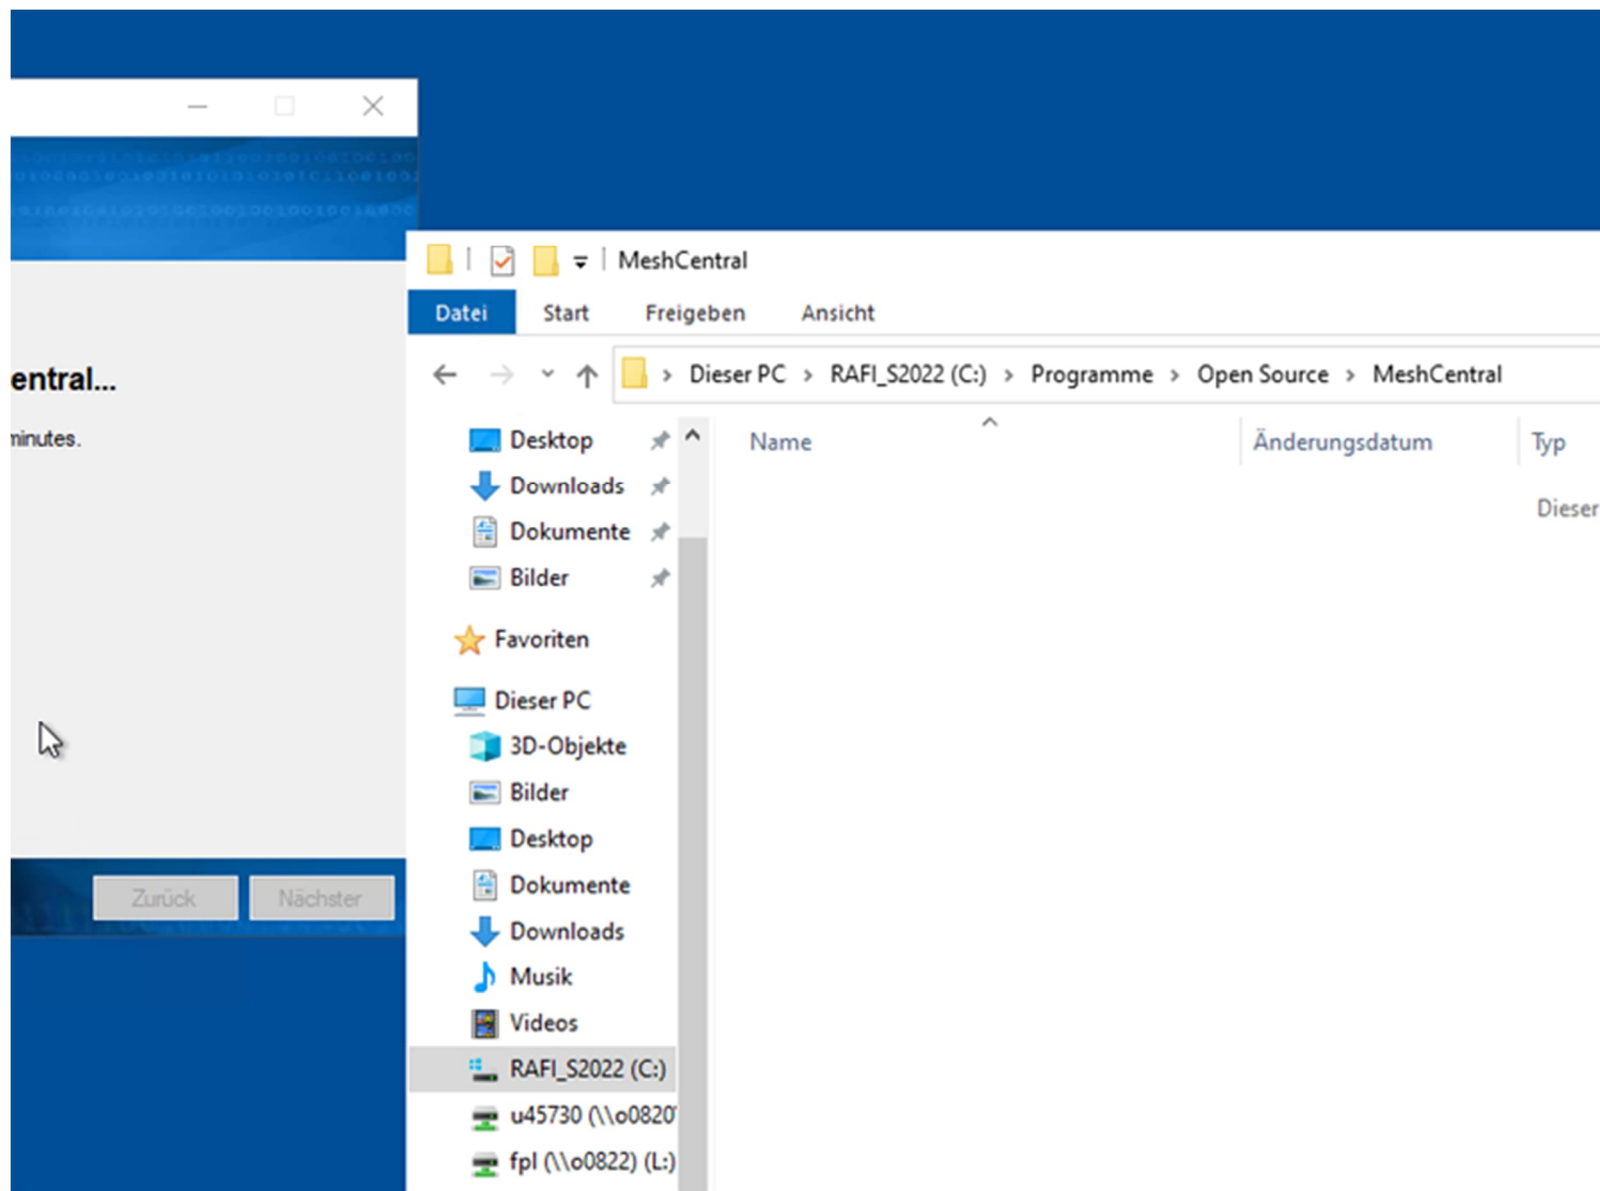 MeshCentral
Datei Start Freigeben Ansicht
entral...
Dieser PC > RAFI_S2022 (C:) > Programme > Open Source > MeshCentral
minutes.
Desktop
Name Änderungsdatum Typ
Downloads
Dieser
Dokumente
Bilder
Favoriten
Dieser PC
3D-Objekte
Bilder
Desktop
Dokumente
Zurück Nächster
Downloads
Musik
Videos
RAFI_S2022 (C:)
u45730 (\\o0820
fpl (\\o0822) (L:)